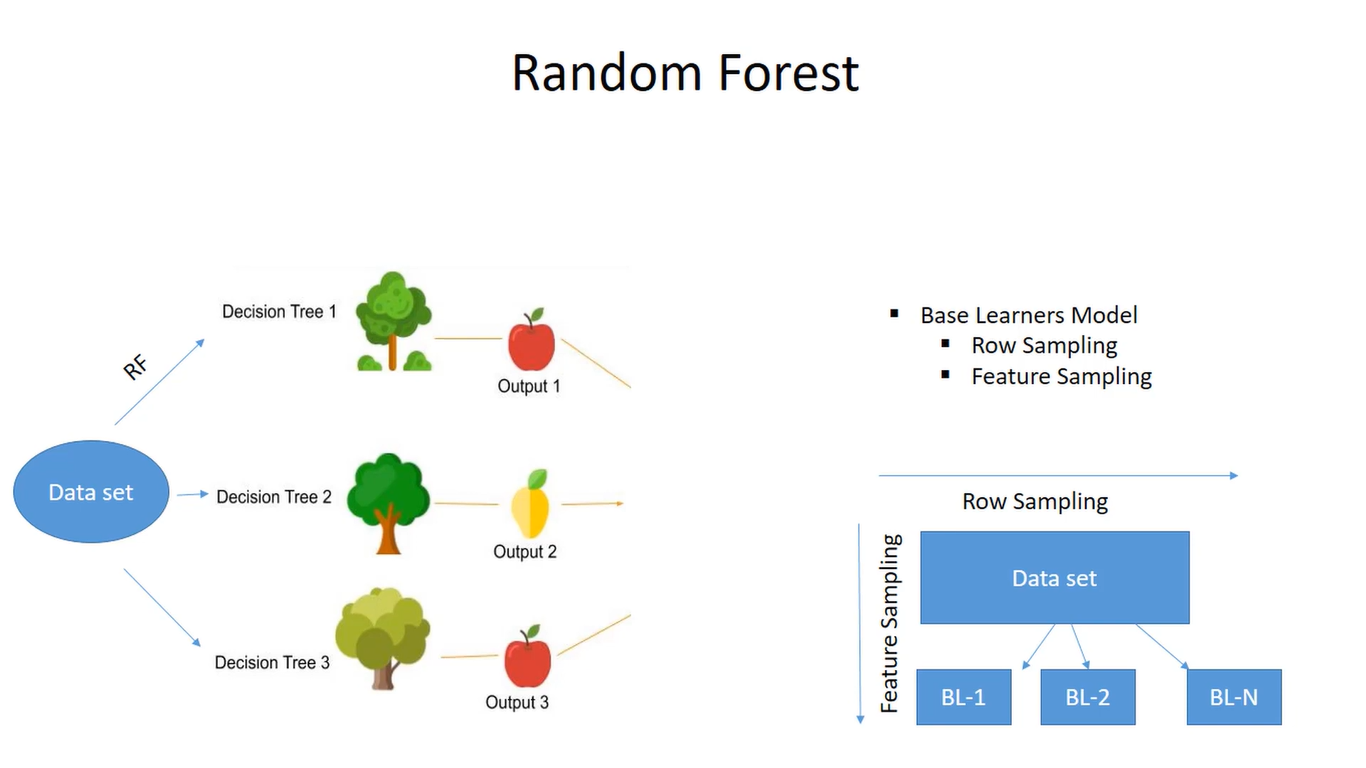 Random Forest
RF
Data set
Decision Tree 1
Output 1
Decision Tree 2
Output 2
Decision Tree 3
Output 3
Base Learners Model
Row Sampling
Feature Sampling
Row Sampling
Feature Sampling
Data set
BL-1
BL-2
BL-N